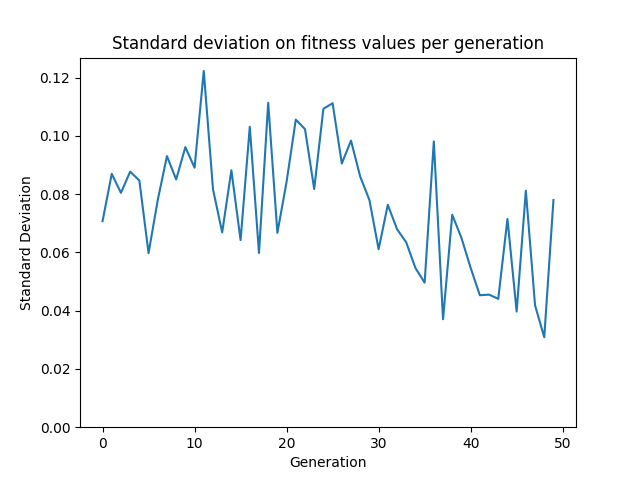 Standard deviation on fitness values per generation
0.12
0.10
0.08
0.06
0.04
0.02
0.00
Standard Deviation
0 10 20 30 40 50
Generation